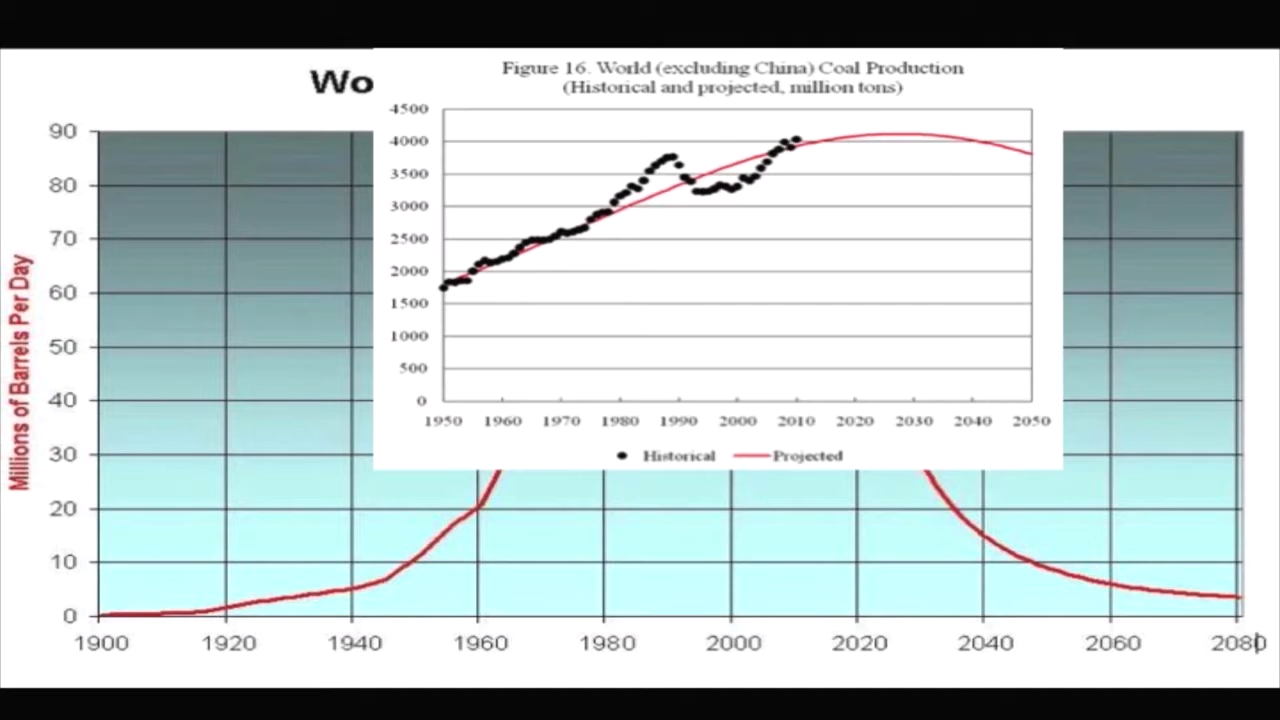 Wo
Figure 16. World (excluding China) Coal Production
(Historical and projected, million tons)
4500
4000
3500
3000
2500
2000
1500
1000
500
0
1950 1960 1970 1980 1990 2000 2010 2020 2030 2040 2050
Historical Projected
Millions of Barrels Per Day
90
80
70
60
50
40
30
20
10
0
1900 1920 1940 1960 1980 2000 2020 2040 2060 2080